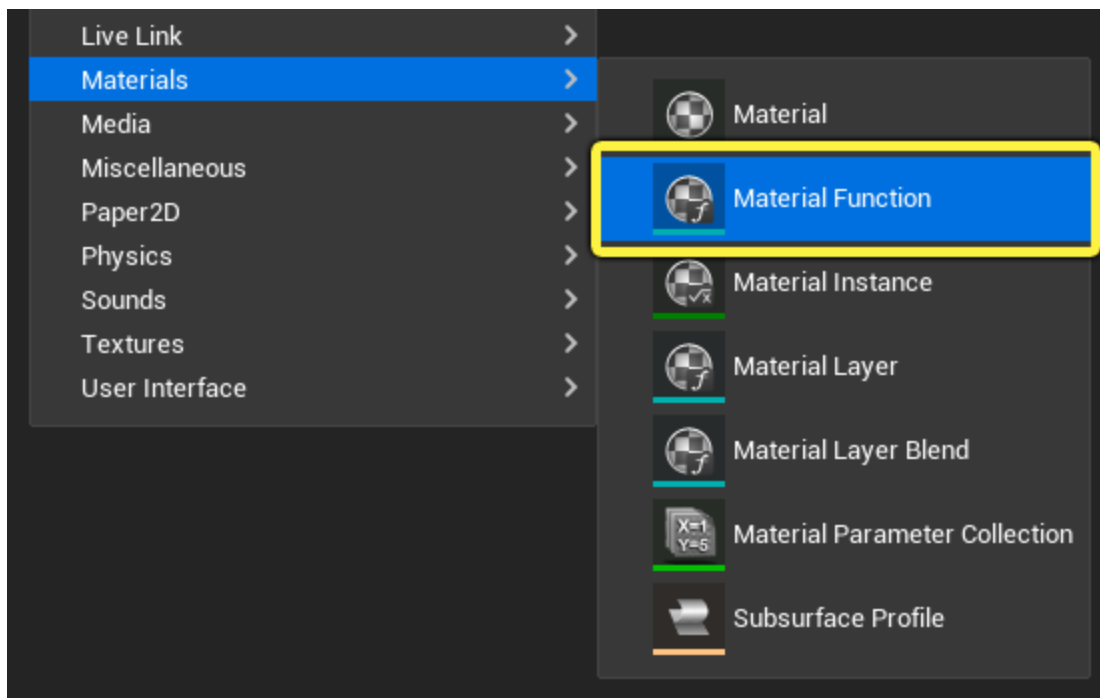 Live Link
Materials
Media
Miscellaneous
Paper2D
Physics
Sounds
Textures
User Interface
Material
Material Function
Material Instance
Material Layer
Material Layer Blend
X=1
Y=5
Material Parameter Collection
Subsurface Profile